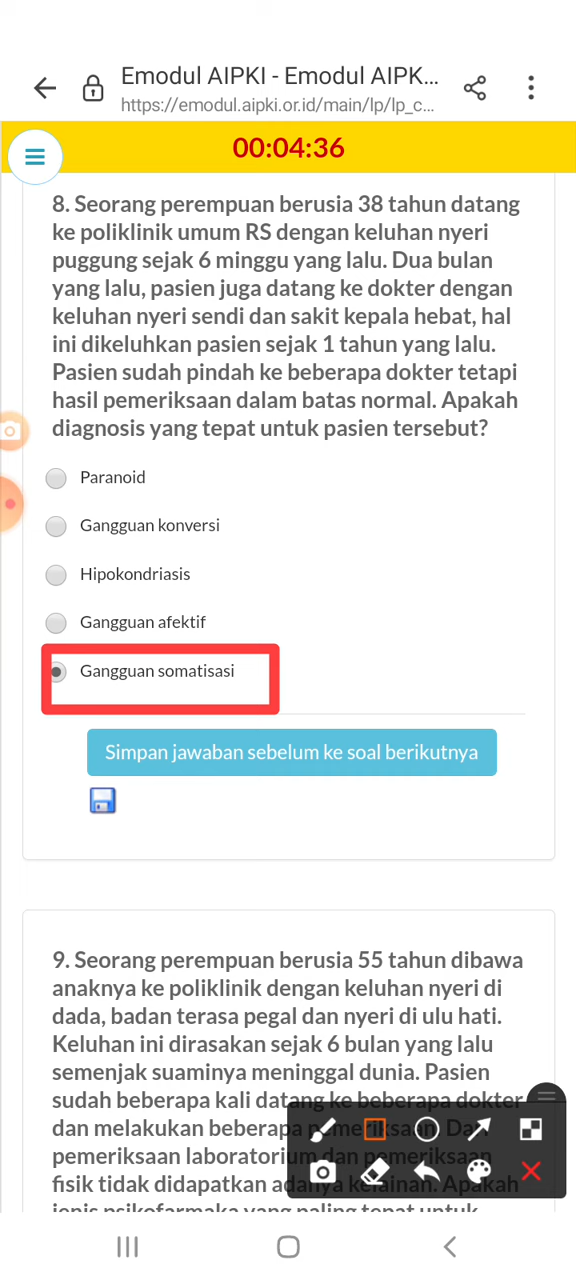 Emodul AIPKI - Emodul AIPK...
https://emodul.aipki.or.id/main/lp/lp_c...
00:04:36
8. Seorang perempuan berusia 38 tahun datang
ke poliklinik umum RS dengan keluhan nyeri
puggung sejak 6 minggu yang lalu. Dua bulan
yang lalu, pasien juga datang ke dokter dengan
keluhan nyeri sendi dan sakit kepala hebat, hal
ini dikeluhkan pasien sejak 1 tahun yang lalu.
Pasien sudah pindah ke beberapa dokter tetapi
hasil pemeriksaan dalam batas normal. Apakah
diagnosis yang tepat untuk pasien tersebut?
Paranoid
Gangguan konversi
Hipokondriasis
Gangguan afektif
Gangguan somatisasi
Simpan jawaban sebelum ke soal berikutnya
9. Seorang perempuan berusia 55 tahun dibawa
anaknya ke poliklinik dengan keluhan nyeri di
dada, badan terasa pegal dan nyeri di ulu hati.
Keluhan ini dirasakan sejak 6 bulan yang lalu
semenjak suaminya meninggal dunia. Pasien
sudah beberapa kali datang ke beberapa dokter
dan melakukan beberapa pemeriksaan. Dari
pemeriksaan laboratorium dan pemeriksaan
fisik tidak didapatkan adanya kelainan. Apakah
jenis psikofarmaka yang paling tepat untuk